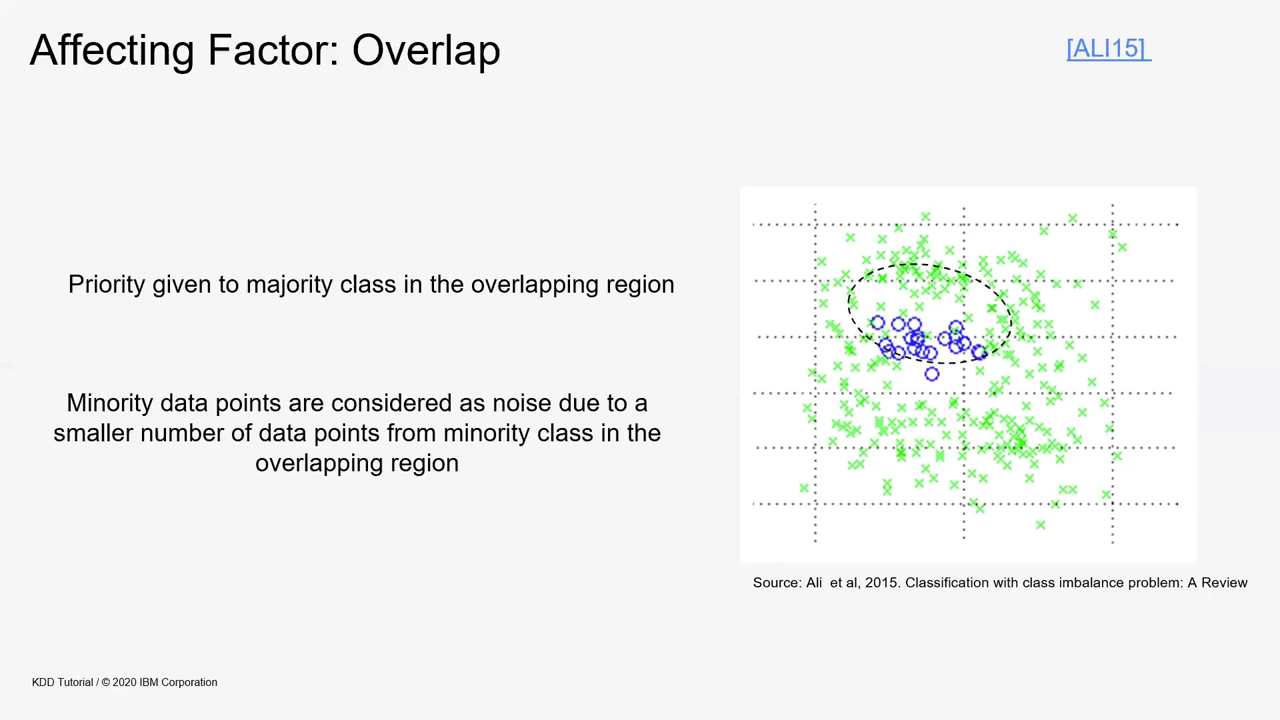 Affecting Factor: Overlap
[ALI15]
Priority given to majority class in the overlapping region
Minority data points are considered as noise due to a
smaller number of data points from minority class in the
overlapping region
Source: Ali et al, 2015. Classification with class imbalance problem: A Review
KDD Tutorial / © 2020 IBM Corporation